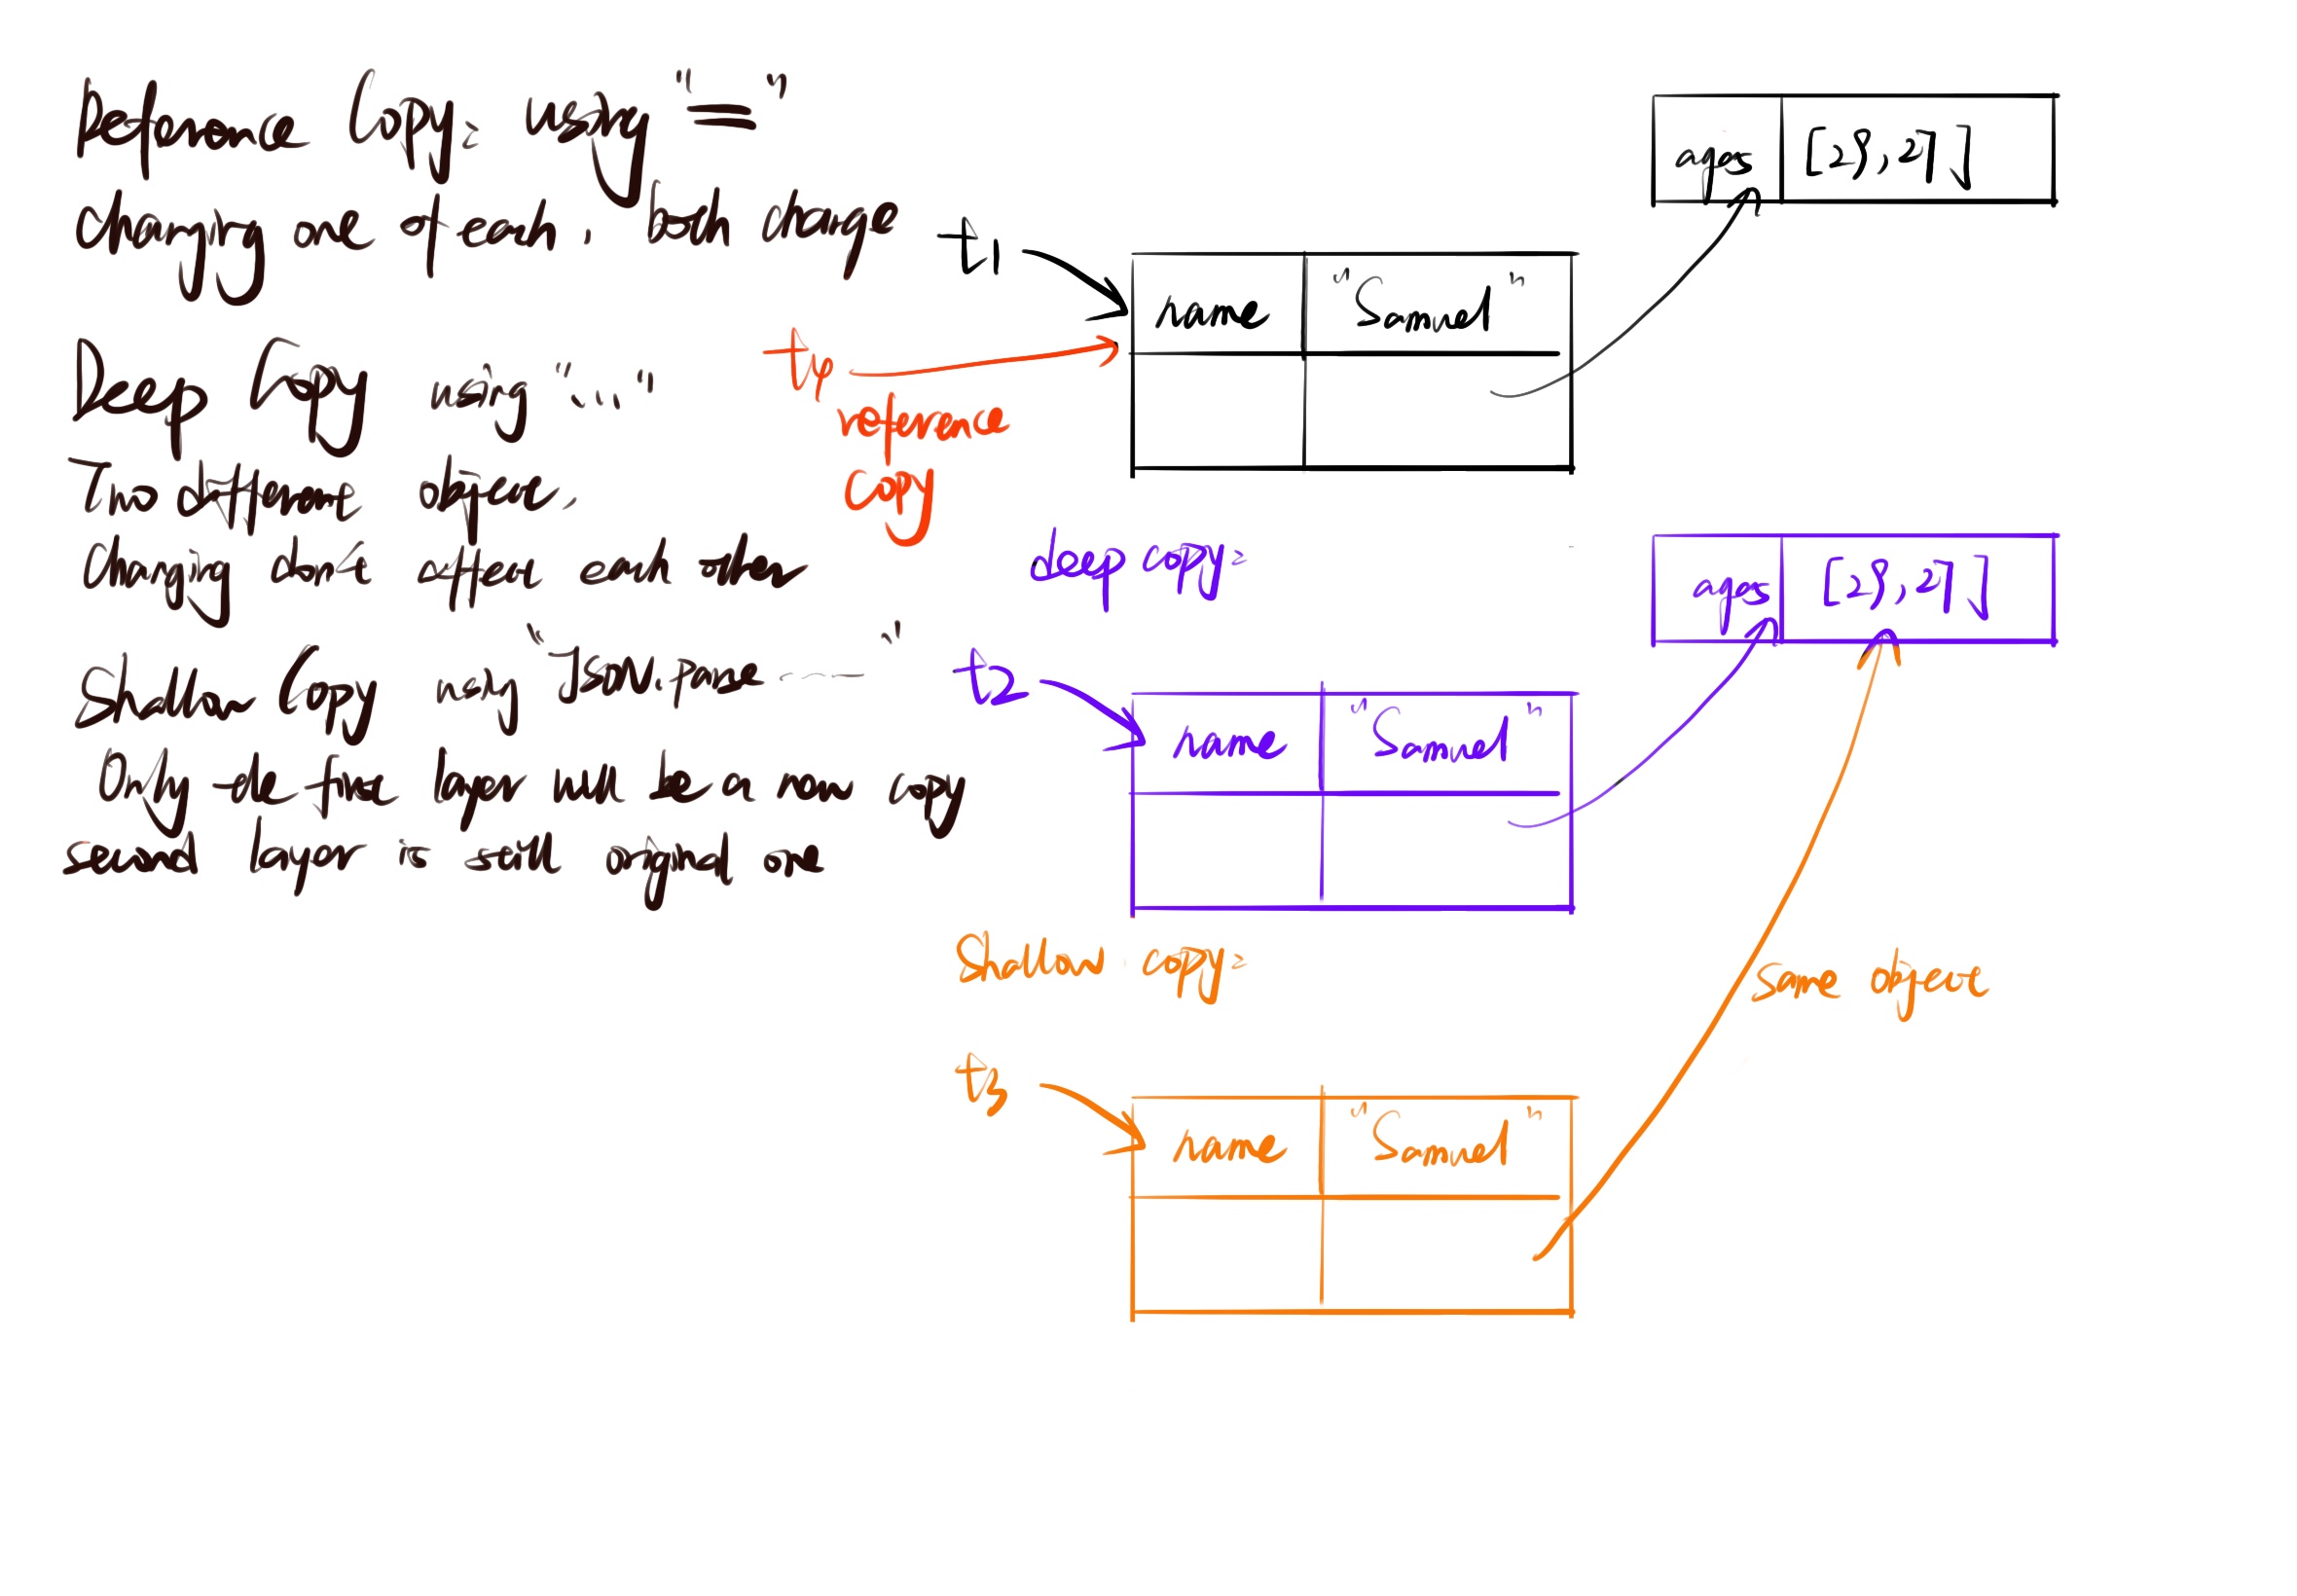 Reference Copy: using "="
changing one of each, both change
Deep Copy using "..."
Two different object.
Changing don't affect each other
Shallow Copy using "JSON.parse ---- "
Only the first layer will be a new copy
second layer is still original one
t1
name "Samuel"
ages [28, 27]
t4
reference
copy
deep copy:
t2
name "Samuel"
ages [28, 27]
Shallow copy:
t3
name "Samuel"
Same object